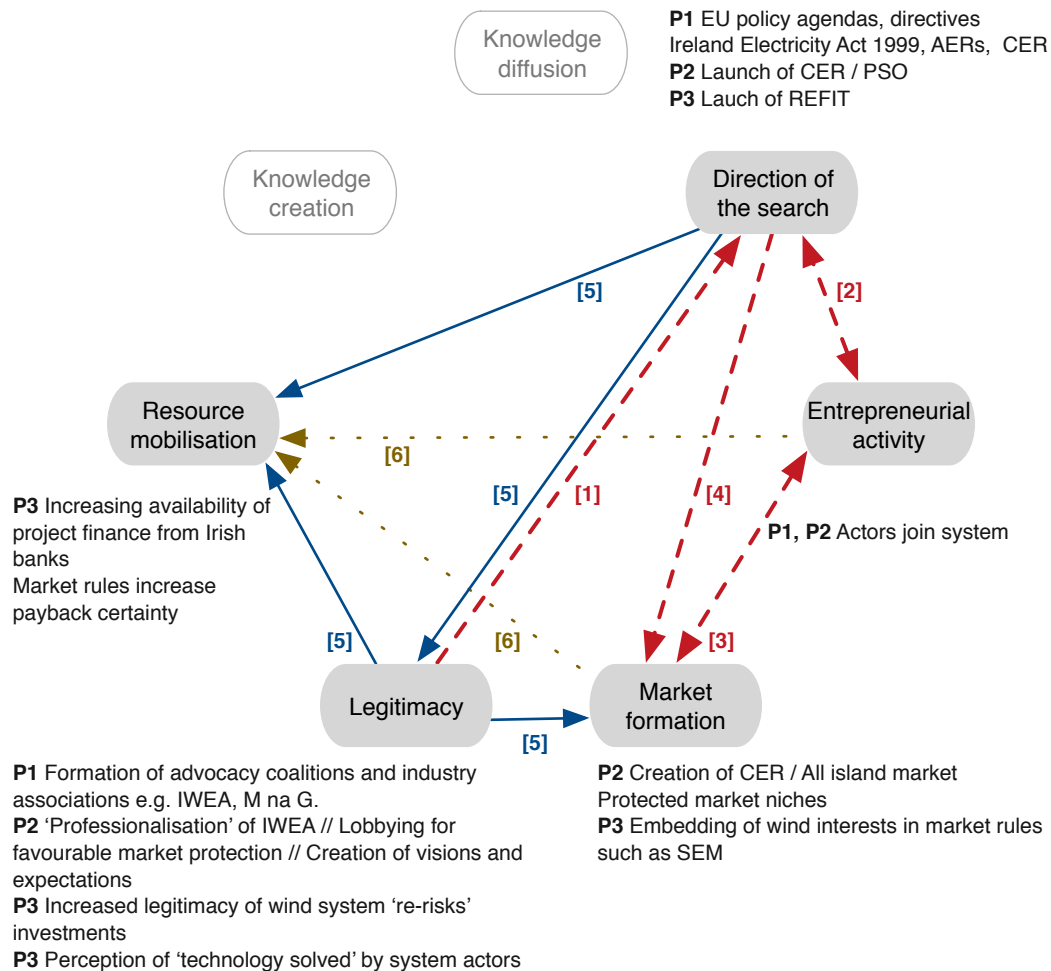 Knowledge
diffusion
P1 EU policy agendas, directives
Ireland Electricity Act 1999, AERs, CER
P2 Launch of CER / PSO
P3 Lauch of REFIT
Knowledge
creation
Direction of
the search
[5]
[2]
Resource
mobilisation
Entrepreneurial
activity
[6]
[5]
[1]
[4]
P3 Increasing availability of
project finance from Irish
banks
Market rules increase
payback certainty
P1, P2 Actors join system
[5]
[6]
[3]
Legitimacy
Market
formation
[5]
P1 Formation of advocacy coalitions and industry
associations e.g. IWEA, M na G.
P2 ‘Professionalisation’ of IWEA // Lobbying for
favourable market protection // Creation of visions and
expectations
P3 Increased legitimacy of wind system ‘re-risks’
investments
P3 Perception of ‘technology solved’ by system actors
P2 Creation of CER / All island market
Protected market niches
P3 Embedding of wind interests in market rules
such as SEM